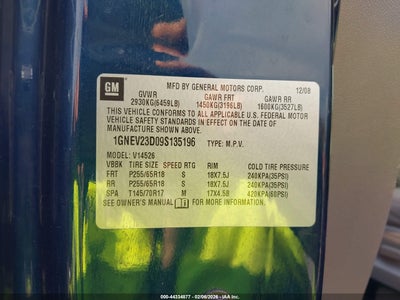 GM
MFD BY GENERAL MOTORS CORP. 12/08
GVWR GAWR FRT GAWR RR
2930KG(6459LB) 1450KG(3196LB) 1600KG(3527LB)
THIS VEHICLE CONFORMS TO ALL APPLICABLE U.S. FEDERAL
MOTOR VEHICLE SAFETY STANDARDS IN EFFECT ON THE DATE OF
MANUFACTURE SHOWN ABOVE.
1GNEV23D09S135196 TYPE: M.P.V.
V14526
VBBK TIRE SIZE SPEED RTG RIM COLD TIRE PRESSURE
FRT P255/65R18 S 18X7.5J 240KPA(35PSI)
RR P255/65R18 S 18X7.5J 240KPA(35PSI)
SPT T145/70R17 M 17X4.5B 420KPA(60PSI)
SEE OWNER'S MANUAL FOR ADDITIONAL INFORMATION.
000-44334877 - 02/06/2026 - IAA Inc.